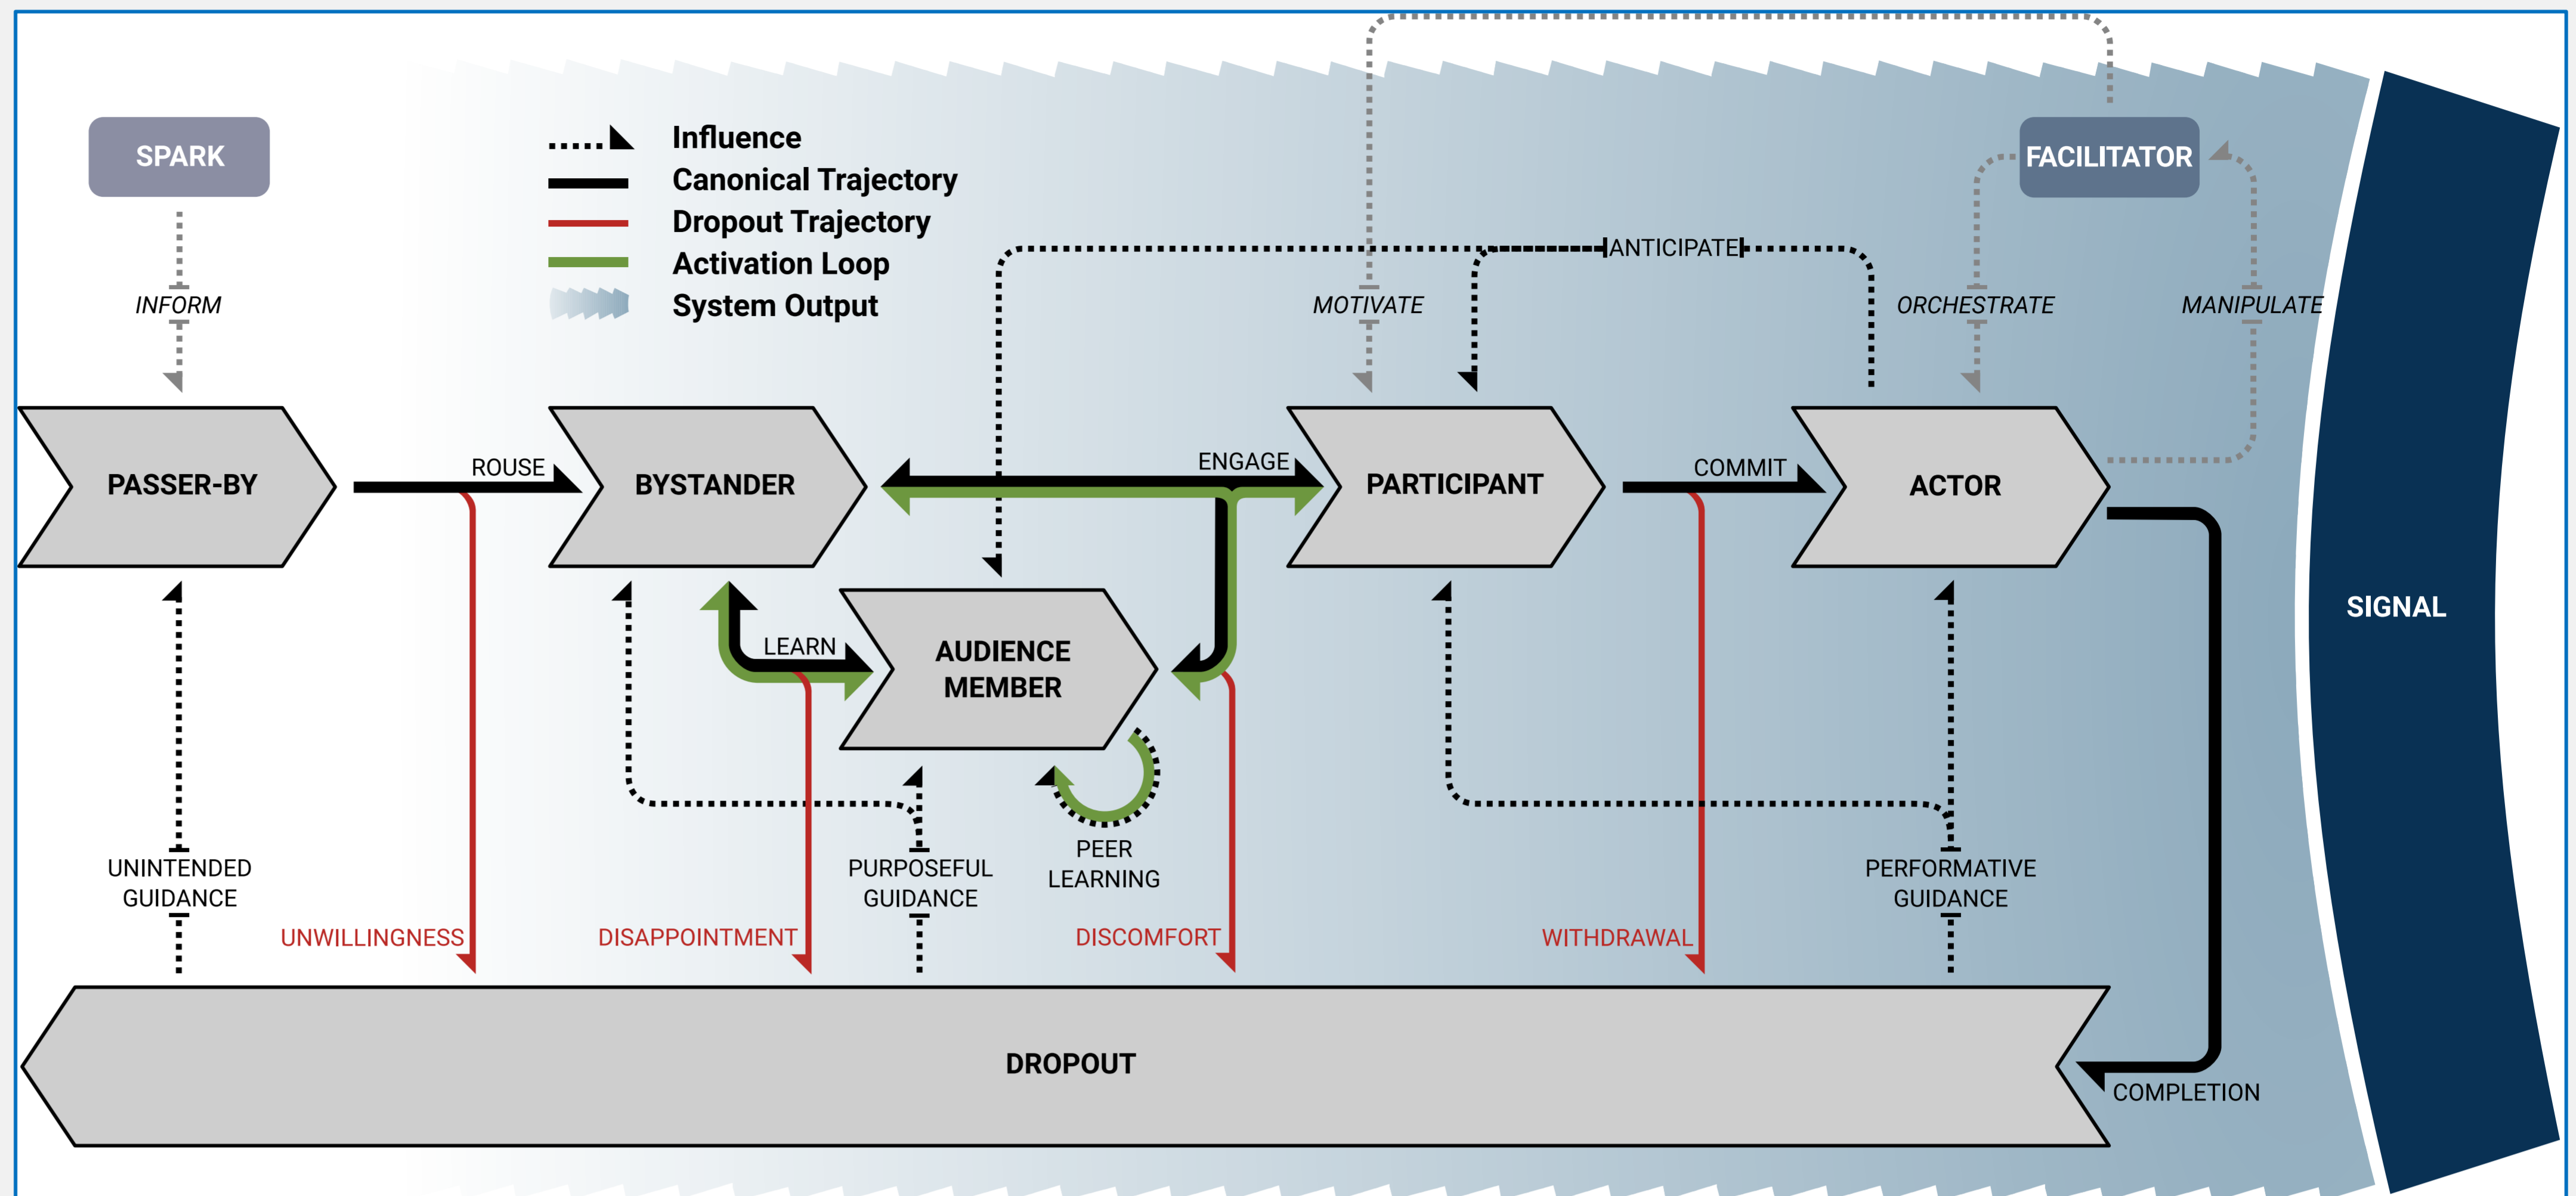 SPARK
Influence
Canonical Trajectory
Dropout Trajectory
Activation Loop
System Output
FACILITATOR
ANTICIPATE
INFORM
MOTIVATE
ORCHESTRATE
MANIPULATE
PASSER-BY
ROUSE
BYSTANDER
ENGAGE
PARTICIPANT
COMMIT
ACTOR
SIGNAL
LEARN
AUDIENCE
MEMBER
PEER
LEARNING
UNINTENDED
GUIDANCE
PURPOSEFUL
GUIDANCE
PERFORMATIVE
GUIDANCE
UNWILLINGNESS
DISAPPOINTMENT
DISCOMFORT
WITHDRAWAL
DROPOUT
COMPLETION